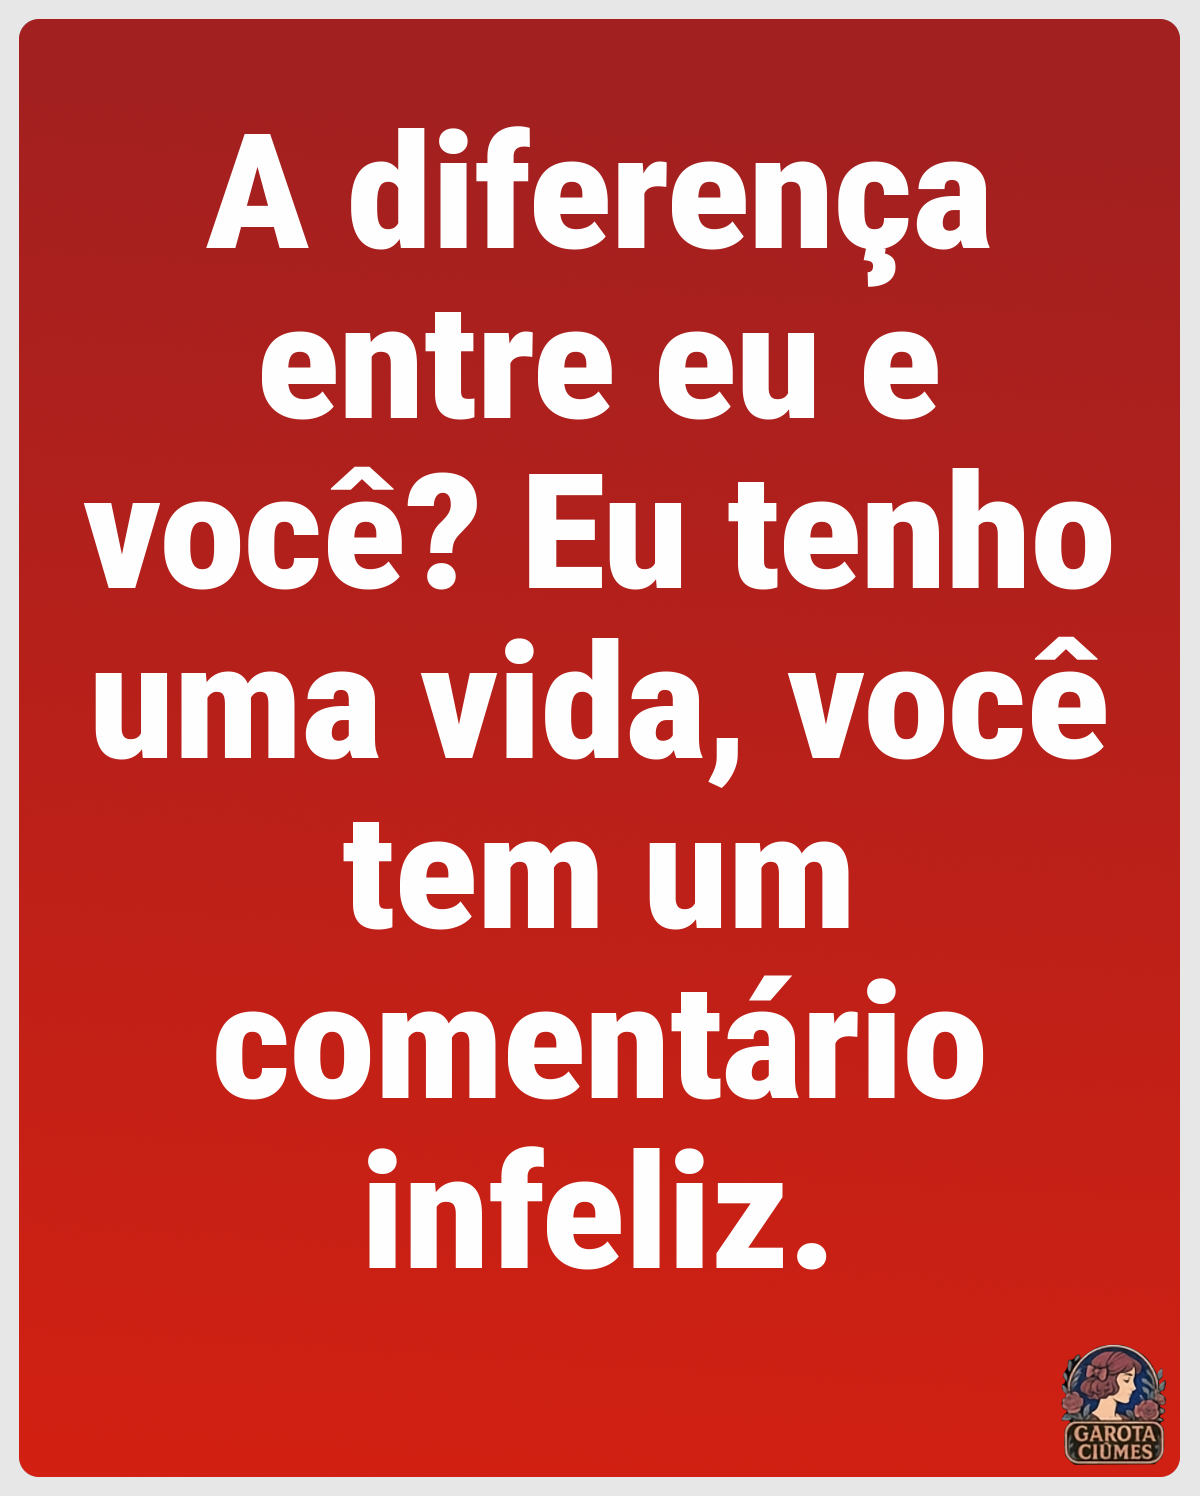 A diferença
entre eu e
você? Eu tenho
uma vida, você
tem um
comentário
infeliz.
GAROTA
CIÚMES